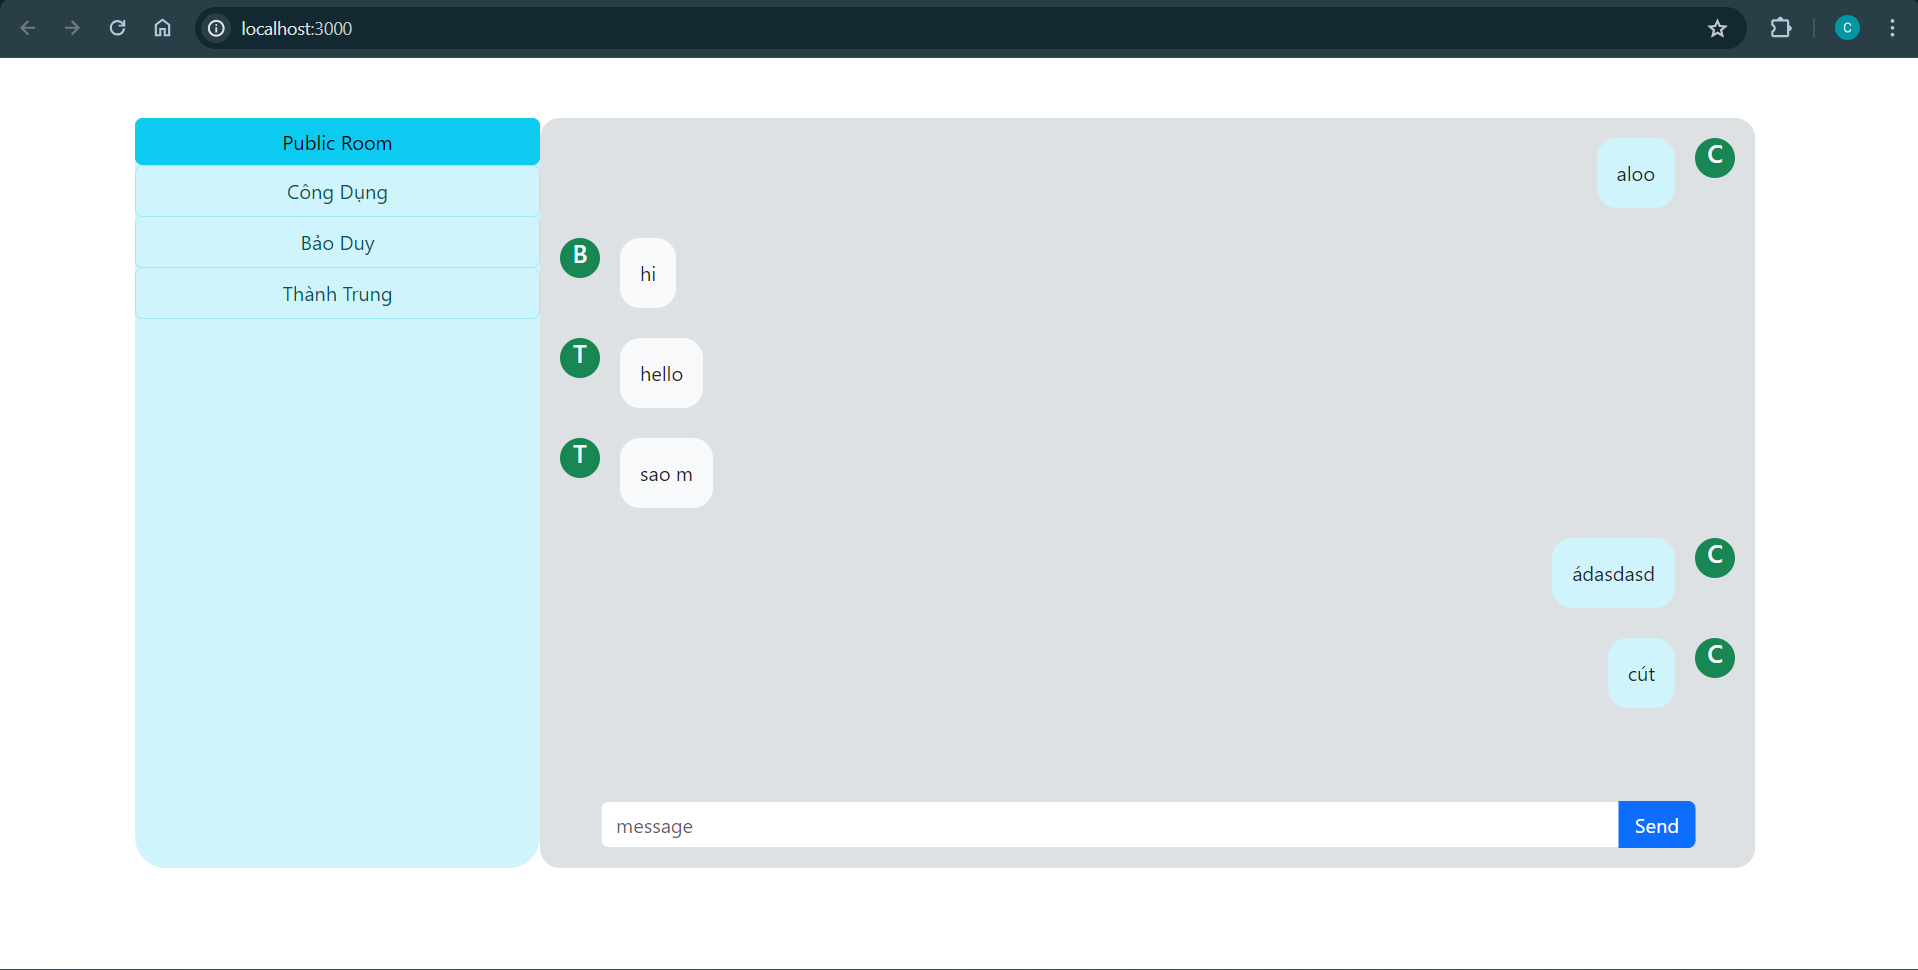 localhost:3000
C
Public Room
Công Dụng
Bảo Duy
Thành Trung
aloo
C
B
hi
T
hello
T
sao m
ádasdasd
C
cút
C
message
Send